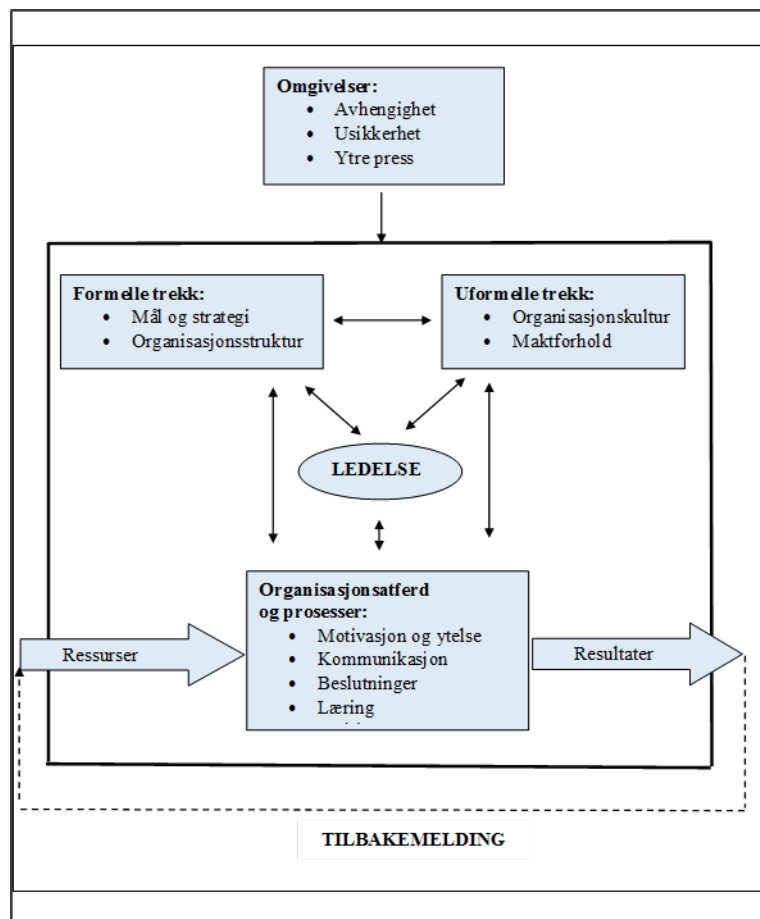 Omgivelser:
• Avhengighet
• Usikkerhet
• Ytre press
Formelle trekk:
• Mål og strategi
• Organisasjonsstruktur
Uformelle trekk:
• Organisasjonskultur
• Maktforhold
LEDELSE
Organisasjonsatferd
og prosesser:
• Motivasjon og ytelse
• Kommunikasjon
• Beslutninger
• Læring
Ressurser
Resultater
TILBAKEMELDING